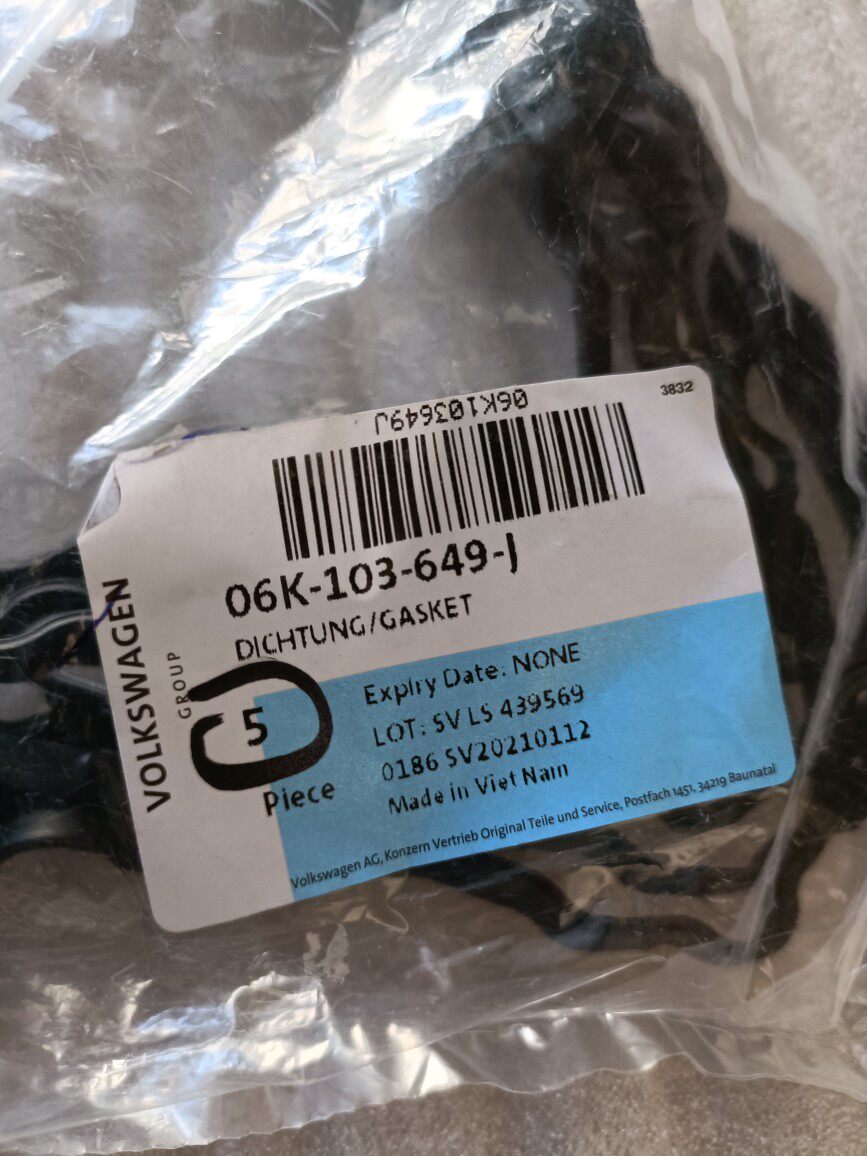 3832
06K103649J
06K-103-649-J
DICHTUNG/GASKET
VOLKSWAGEN
GROUP
5
Piece
Expiry Date: NONE
LOT: SV LS 439569
0186 SV20210112
Made in Viet Nam
Volkswagen AG, Konzern Vertrieb Original Teile und Service, Postfach 1451, 34219 Baunatal